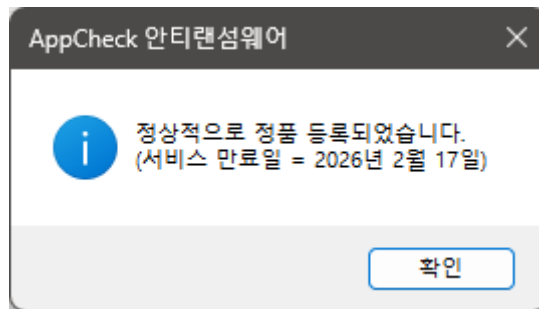 AppCheck 안티랜섬웨어
정상적으로 정품 등록되었습니다.
(서비스 만료일 = 2026년 2월 17일)
확인